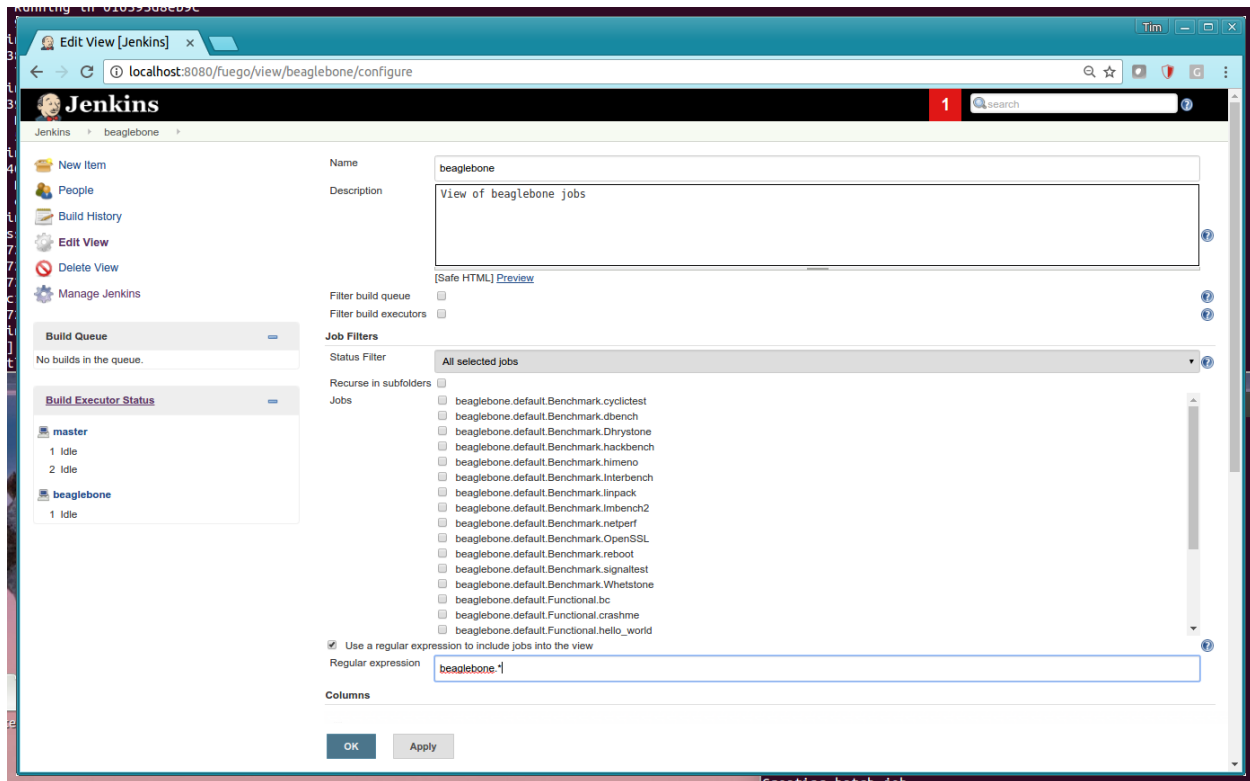 Running in 016393d8eb9c
Tim
Edit View [Jenkins]
localhost:8080/fuego/view/beaglebone/configure
Jenkins
1
search
Jenkins beaglebone
New Item
People
Build History
Edit View
Delete View
Manage Jenkins
Build Queue
No builds in the queue.
Build Executor Status
master
1 Idle
2 Idle
beaglebone
1 Idle
Name beaglebone
Description View of beaglebone jobs
[Safe HTML] Preview
Filter build queue
Filter build executors
Job Filters
Status Filter All selected jobs
Recurse in subfolders
Jobs beaglebone.default.Benchmark.cyclictest
beaglebone.default.Benchmark.dbench
beaglebone.default.Benchmark.Dhrystone
beaglebone.default.Benchmark.hackbench
beaglebone.default.Benchmark.himeno
beaglebone.default.Benchmark.Interbench
beaglebone.default.Benchmark.linpack
beaglebone.default.Benchmark.lmbench2
beaglebone.default.Benchmark.netperf
beaglebone.default.Benchmark.OpenSSL
beaglebone.default.Benchmark.reboot
beaglebone.default.Benchmark.signaltest
beaglebone.default.Benchmark.Whetstone
beaglebone.default.Functional.bc
beaglebone.default.Functional.crashme
beaglebone.default.Functional.hello_world
Use a regular expression to include jobs into the view
Regular expression beaglebone.*
Columns
OK Apply
Creating batch job